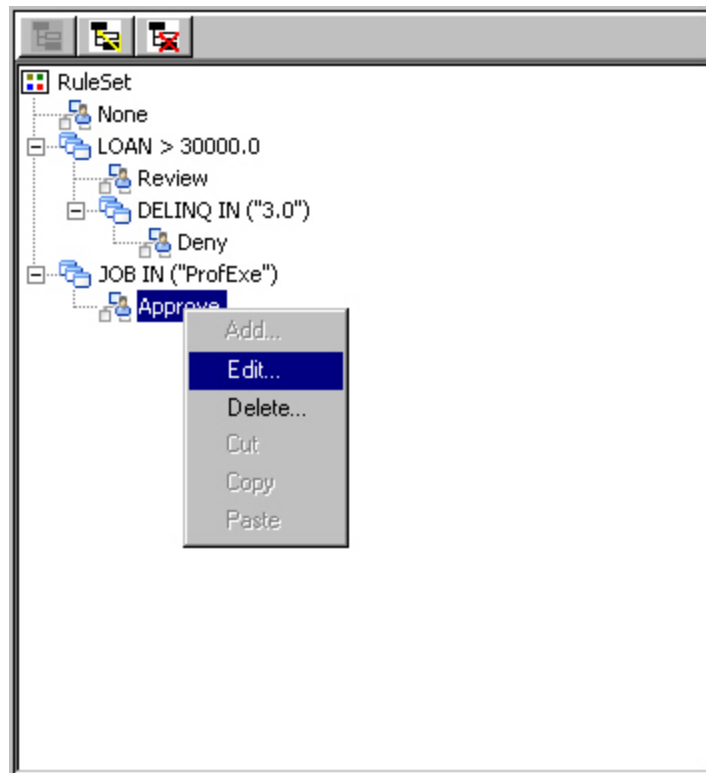 RuleSet
None
LOAN > 30000.0
Review
DELINQ IN ("3.0")
Deny
JOB IN ("ProfExe")
Approve
Add...
Edit...
Delete...
Cut
Copy
Paste